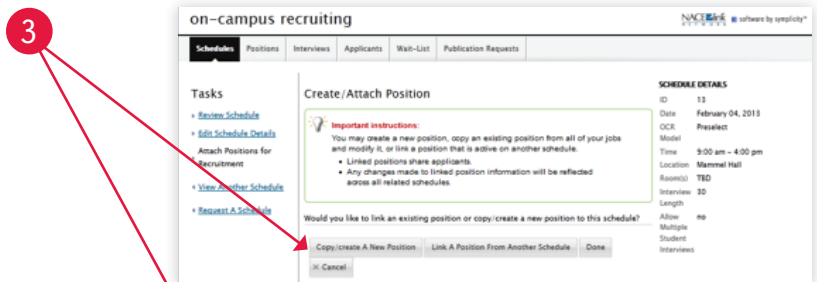 3
on-campus recruiting
NACElink
NETWORK
software by symplicity™
Schedules Positions Interviews Applicants Wait-List Publication Requests
Tasks
Review Schedule
Edit Schedule Details
Attach Positions for
Recruitment
View Another Schedule
Request A Schedule
Create/Attach Position
Important instructions:
You may create a new position, copy an existing position from all of your jobs
and modify it, or link a position that is active on another schedule.
• Linked positions share applicants.
• Any changes made to linked position information will be reflected
across all related schedules.
Would you like to link an existing position or copy/create a new position to this schedule?
Copy/create A New Position Link A Position From Another Schedule Done
× Cancel
SCHEDULE DETAILS
ID 13
Date February 04, 2013
OCR Preselect
Model
Time 9:00 am - 4:00 pm
Location Mammel Hall
Room(s) TBD
Interview 30
Length
Allow no
Multiple
Student
Interviews